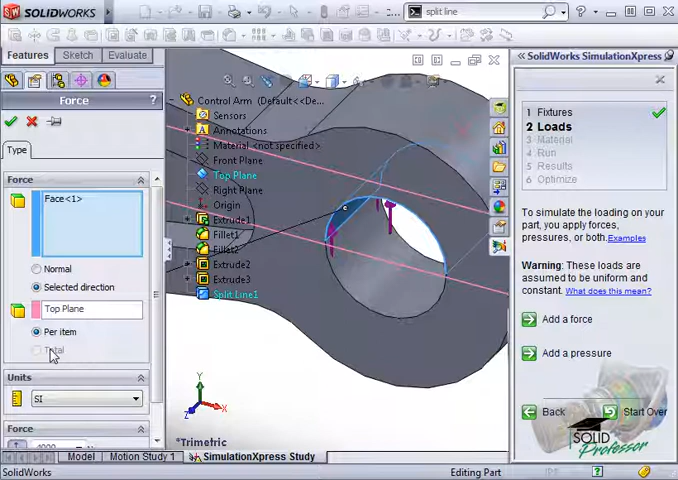 SOLIDWORKS
split line
Features
Sketch
Evaluate
Force
?
Type
Force
Face<1>
Normal
Selected direction
Top Plane
Per item
Total
Units
SI
Force
Control Arm (Default<<De...
Sensors
Annotations
Material <not specified>
Front Plane
Top Plane
Right Plane
Origin
Extrude1
Fillet1
Fillet2
Extrude2
Extrude3
Split Line1
Y
X
Z
*Trimetric
SolidWorks SimulationXpress
1 Fixtures
2 Loads
3 Material
4 Run
5 Results
6 Optimize
To simulate the loading on your
part, you apply forces,
pressures, or both. Examples
Warning: These loads are
assumed to be uniform and
constant. What does this mean?
Add a force
Add a pressure
Back
Start Over
SOLID
Professor
Model
Motion Study 1
SimulationXpress Study
SolidWorks
Editing Part